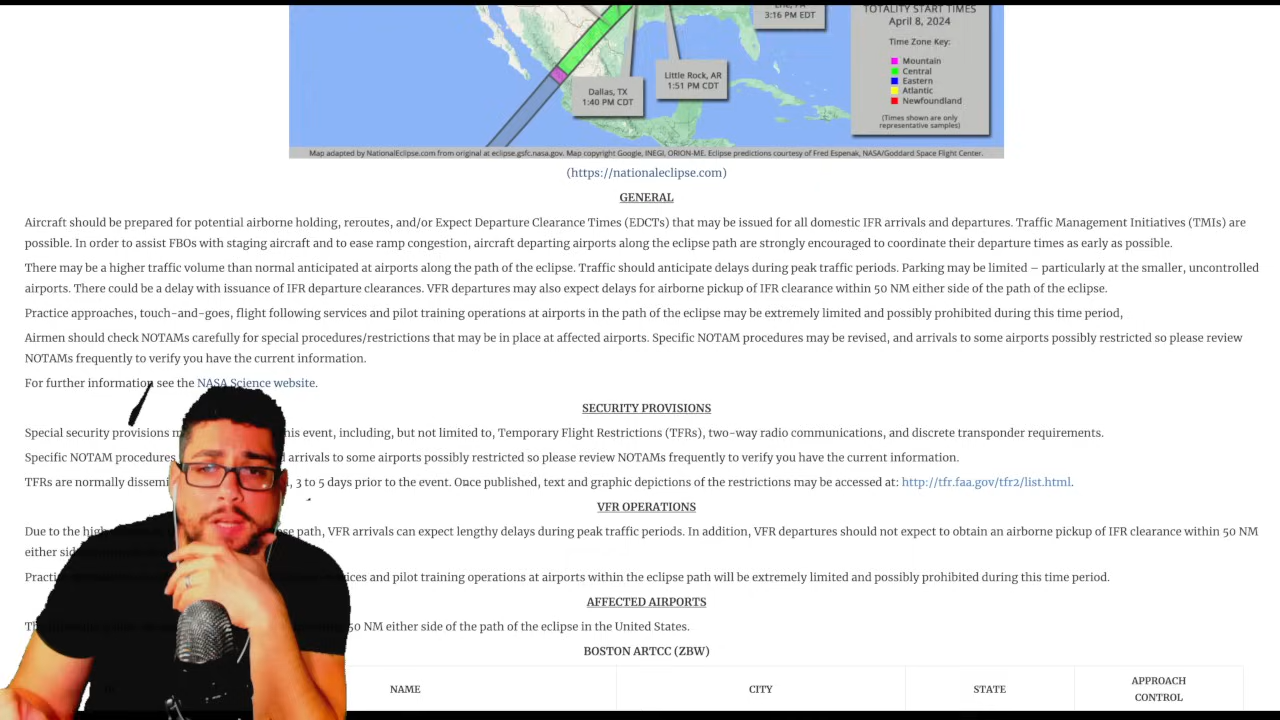 Erie, PA
3:16 PM EDT
TOTALITY START TIMES
April 8, 2024
Time Zone Key:
Mountain
Central
Eastern
Atlantic
Newfoundland
(Times shown are only
representative samples)
Little Rock, AR
1:51 PM CDT
Dallas, TX
1:40 PM CDT
Map adapted by NationalEclipse.com from original at eclipse.gsfc.nasa.gov. Map copyright Google, INEGI, ORION-ME. Eclipse predictions courtesy of Fred Espenak, NASA/Goddard Space Flight Center.
(https://nationaleclipse.com)
GENERAL
Aircraft should be prepared for potential airborne holding, reroutes, and/or Expect Departure Clearance Times (EDCTs) that may be issued for all domestic IFR arrivals and departures. Traffic Management Initiatives (TMIs) are
possible. In order to assist FBOs with staging aircraft and to ease ramp congestion, aircraft departing airports along the eclipse path are strongly encouraged to coordinate their departure times as early as possible.
There may be a higher traffic volume than normal anticipated at airports along the path of the eclipse. Traffic should anticipate delays during peak traffic periods. Parking may be limited – particularly at the smaller, uncontrolled
airports. There could be a delay with issuance of IFR departure clearances. VFR departures may also expect delays for airborne pickup of IFR clearance within 50 NM either side of the path of the eclipse.
Practice approaches, touch-and-goes, flight following services and pilot training operations at airports in the path of the eclipse may be extremely limited and possibly prohibited during this time period,
Airmen should check NOTAMs carefully for special procedures/restrictions that may be in place at affected airports. Specific NOTAM procedures may be revised, and arrivals to some airports possibly restricted so please review
NOTAMs frequently to verify you have the current information.
For further information see the NASA Science website.
SECURITY PROVISIONS
Special security provisions his event, including, but not limited to, Temporary Flight Restrictions (TFRs), two-way radio communications, and discrete transponder requirements.
Specific NOTAM procedures arrivals to some airports possibly restricted so please review NOTAMs frequently to verify you have the current information.
TFRs are normally dissemi , 3 to 5 days prior to the event. Once published, text and graphic depictions of the restrictions may be accessed at: http://tfr.faa.gov/tfr2/list.html.
VFR OPERATIONS
Due to the high path, VFR arrivals can expect lengthy delays during peak traffic periods. In addition, VFR departures should not expect to obtain an airborne pickup of IFR clearance within 50 NM
either side
and pilot training operations at airports within the eclipse path will be extremely limited and possibly prohibited during this time period.
AFFECTED AIRPORTS
50 NM either side of the path of the eclipse in the United States.
BOSTON ARTCC (ZBW)
NAME
CITY
STATE
APPROACH
CONTROL